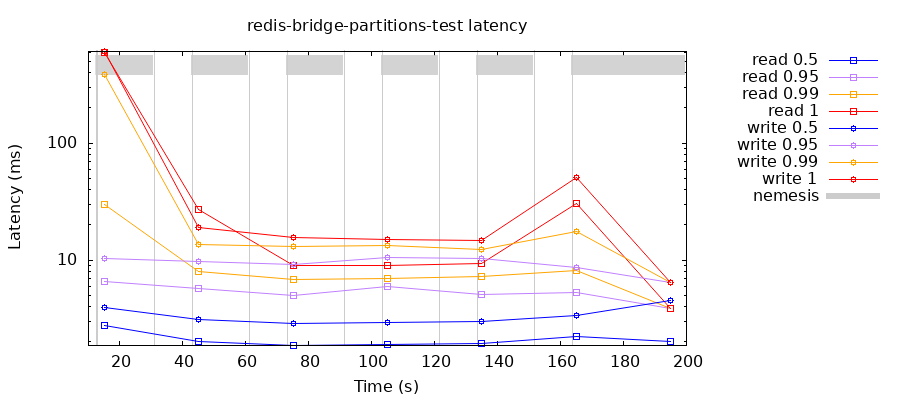 redis-bridge-partitions-test latency
Latency (ms)
100
10
20 40 60 80 100 120 140 160 180 200
Time (s)
read 0.5
read 0.95
read 0.99
read 1
write 0.5
write 0.95
write 0.99
write 1
nemesis